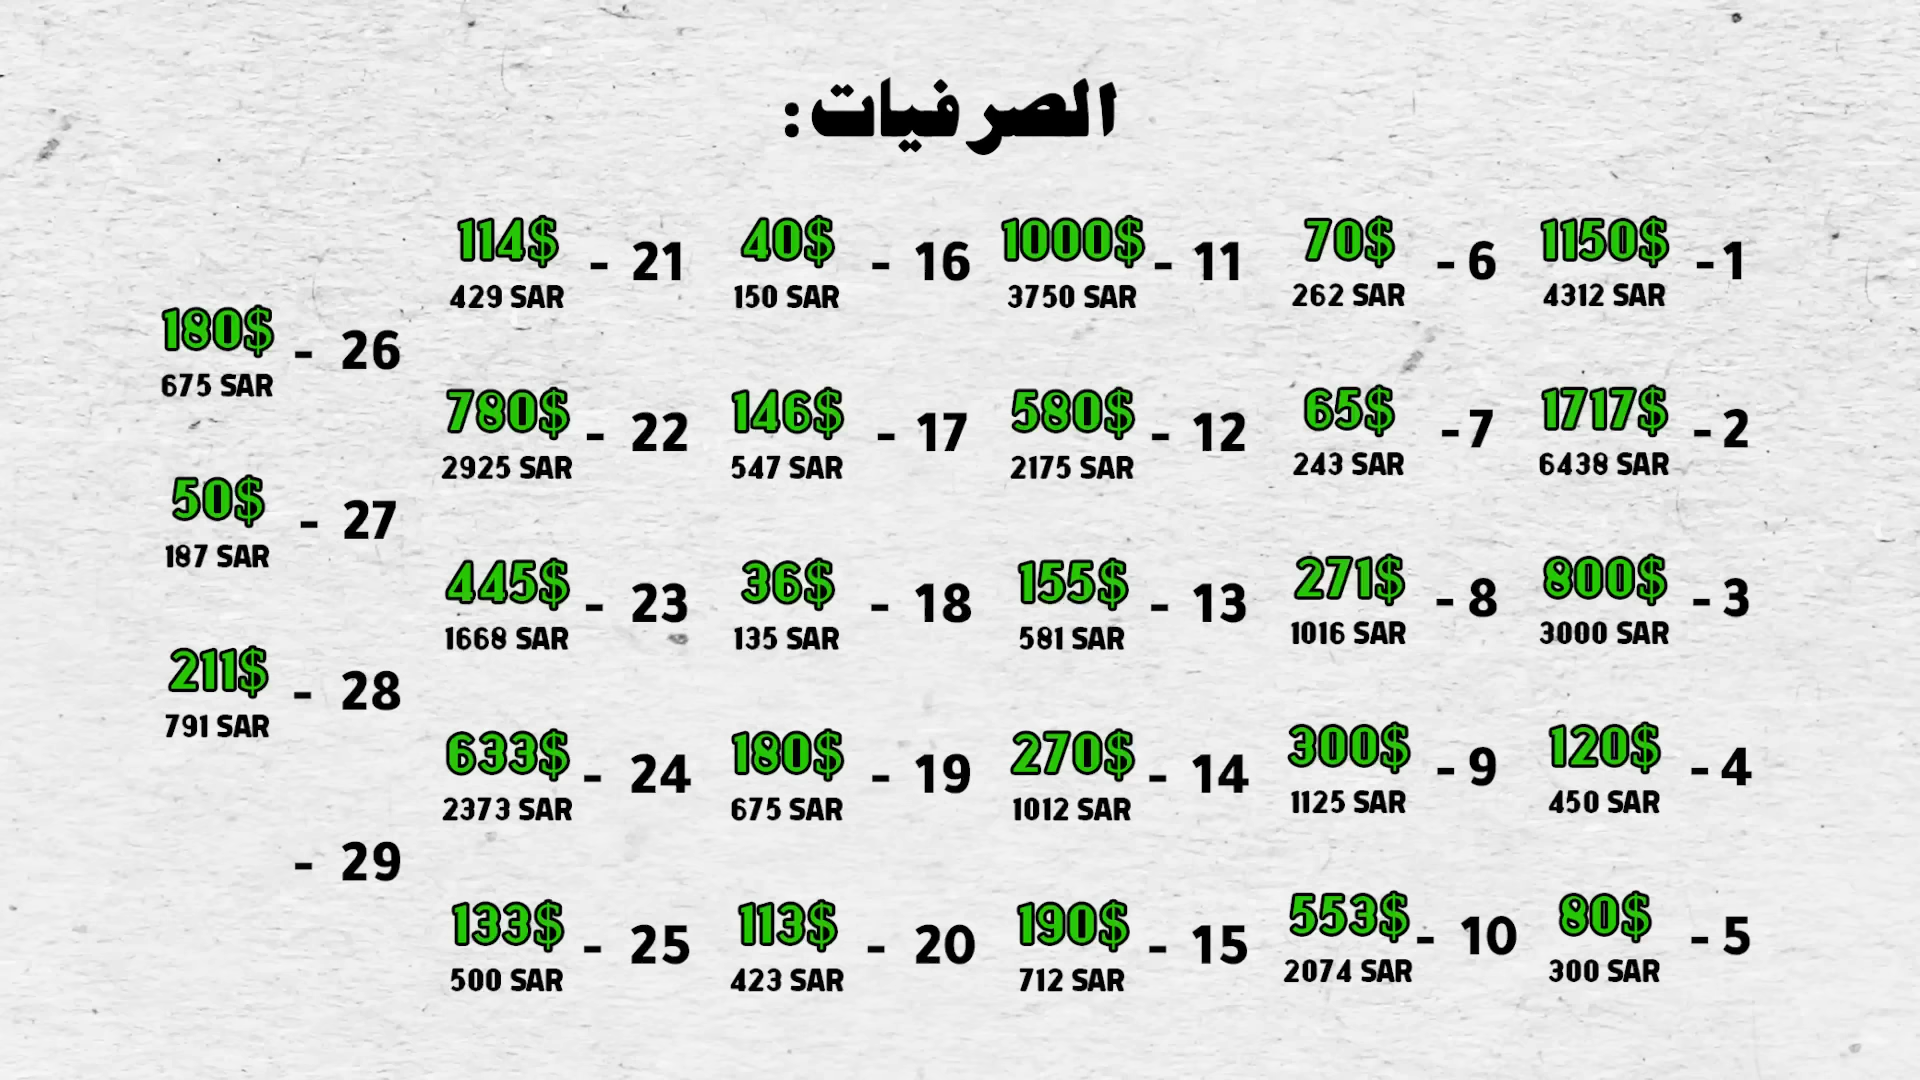 الصرفيات:
1 - 1150$
4312 SAR
2 - 1717$
6438 SAR
3 - 800$
3000 SAR
4 - 120$
450 SAR
5 - 80$
300 SAR
6 - 70$
262 SAR
7 - 65$
243 SAR
8 - 271$
1016 SAR
9 - 300$
1125 SAR
10 - 553$
2074 SAR
11 - 1000$
3750 SAR
12 - 580$
2175 SAR
13 - 155$
581 SAR
14 - 270$
1012 SAR
15 - 190$
712 SAR
16 - 40$
150 SAR
17 - 146$
547 SAR
18 - 36$
135 SAR
19 - 180$
675 SAR
20 - 113$
423 SAR
21 - 114$
429 SAR
22 - 780$
2925 SAR
23 - 445$
1668 SAR
24 - 633$
2373 SAR
25 - 133$
500 SAR
26 - 180$
675 SAR
27 - 50$
187 SAR
28 - 211$
791 SAR
29 -